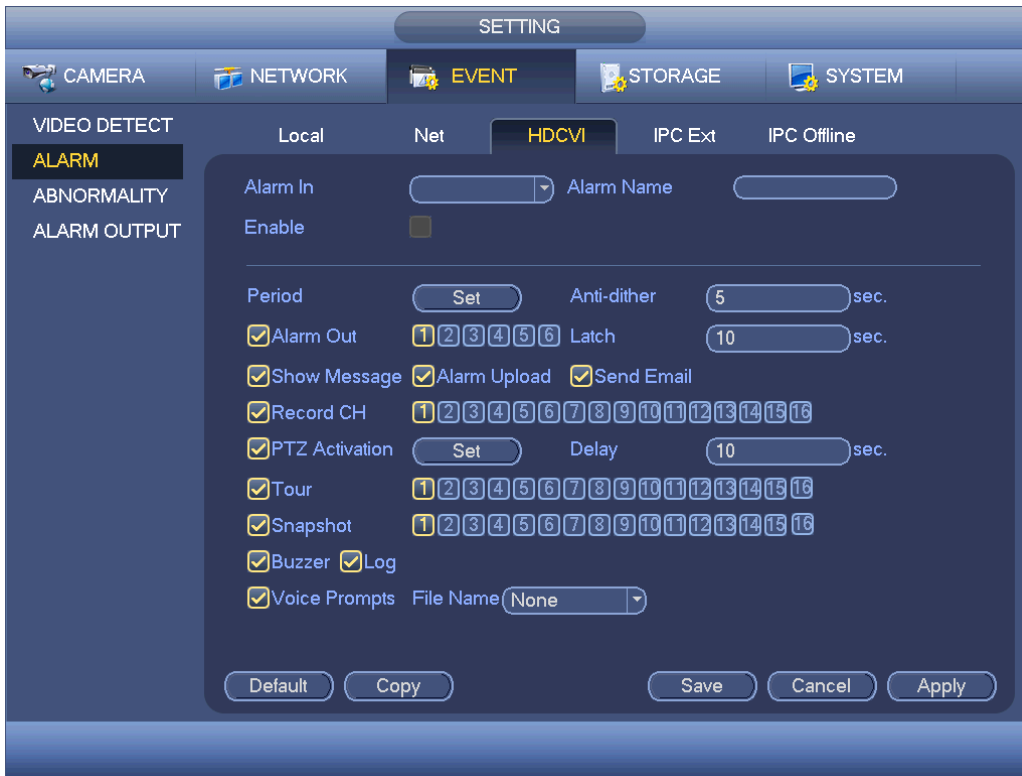 SETTING
CAMERA NETWORK EVENT STORAGE SYSTEM
VIDEO DETECT
ALARM
ABNORMALITY
ALARM OUTPUT
Local Net HDCVI IPC Ext IPC Offline
Alarm In Alarm Name
Enable
Period Set Anti-dither 5 sec.
Alarm Out 1 2 3 4 5 6 Latch 10 sec.
Show Message Alarm Upload Send Email
Record CH 1 2 3 4 5 6 7 8 9 10 11 12 13 14 15 16
PTZ Activation Set Delay 10 sec.
Tour 1 2 3 4 5 6 7 8 9 10 11 12 13 14 15 16
Snapshot 1 2 3 4 5 6 7 8 9 10 11 12 13 14 15 16
Buzzer Log
Voice Prompts File Name None
Default Copy Save Cancel Apply